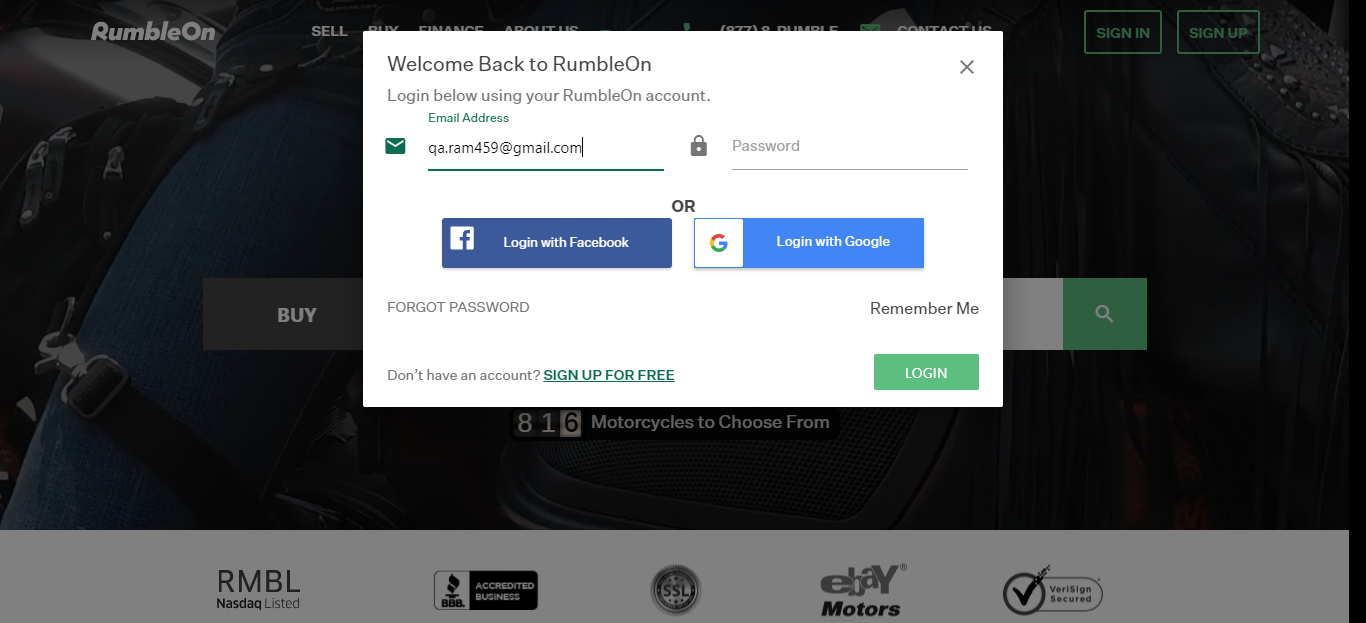 RumbleOn
SELL BUY FINANCE ABOUT US (877) 8-RUMBLE CONTACT US
SIGN IN SIGN UP
Welcome Back to RumbleOn
Login below using your RumbleOn account.
Email Address
qa.ram459@gmail.com Password
OR
Login with Facebook Login with Google
FORGOT PASSWORD Remember Me
Don't have an account? SIGN UP FOR FREE LOGIN
BUY
816 Motorcycles to Choose From
RMBL
Nasdaq Listed
BBB. ACCREDITED
BUSINESS
SSL
ebaY®
Motors
VeriSign
Secured